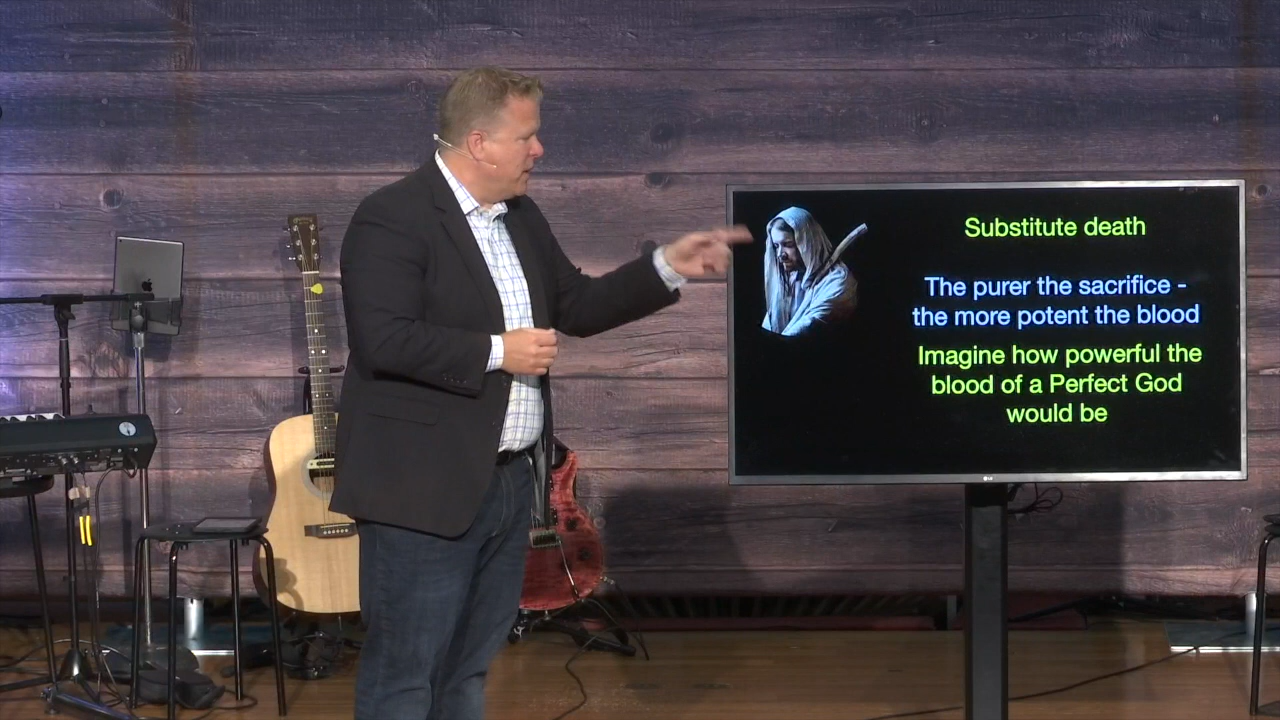 Substitute death
The purer the sacrifice -
the more potent the blood
Imagine how powerful the
blood of a Perfect God
would be
LG